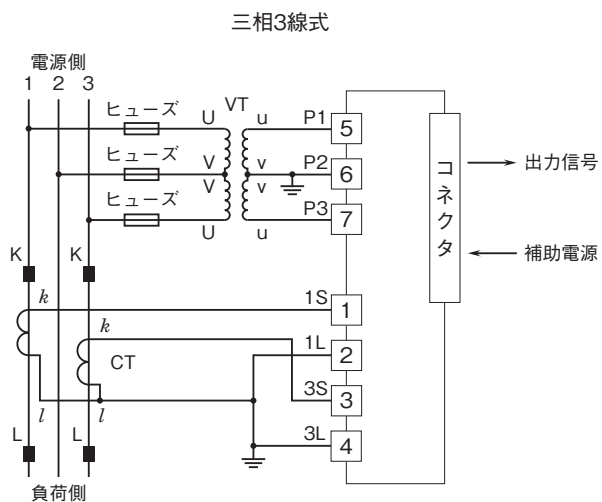 三相3線式
電源側
1 2 3
ヒューズ
VT
U
u
P1
5
ヒューズ
V
v
P2
6
V
v
ヒューズ
U
u
P3
7
コネクタ
出力信号
補助電源
K
K
k
1S
1
k
1L
2
CT
3S
3
l
l
L
L
3L
4
負荷側